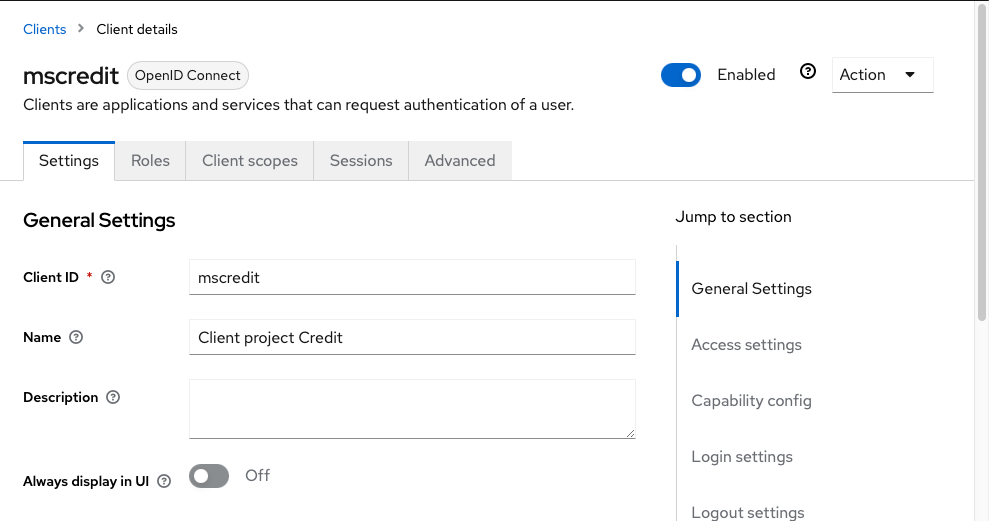 Clients > Client details
mscredit OpenID Connect
Enabled
Action
Clients are applications and services that can request authentication of a user.
Settings Roles Client scopes Sessions Advanced
General Settings
Client ID *
mscredit
Name
Client project Credit
Description
Always display in UI
Off
Jump to section
General Settings
Access settings
Capability config
Login settings
Logout settings